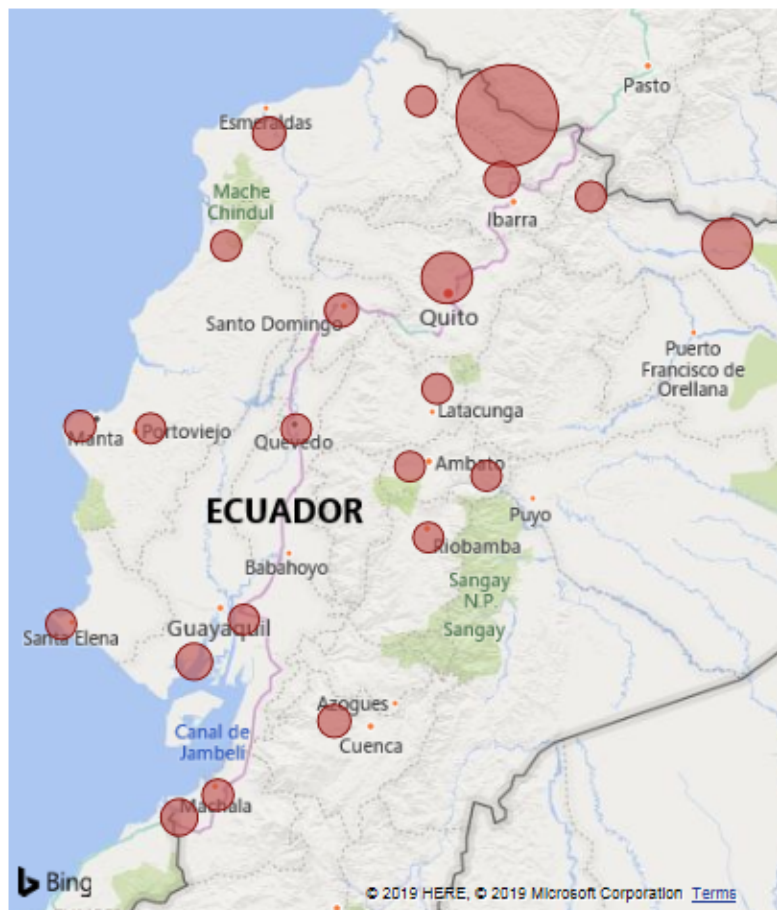 Pasto
Esmeraldas
Mache
Chindul
Ibarra
Santo Domingo
Quito
Puerto
Francisco de
Orellana
Latacunga
Manta
Portoviejo
Quevedo
Ambato
ECUADOR
Puyo
Riobamba
Babahoyo
Sangay
N.P.
Sangay
Guayaquil
Santa Elena
Azogues
Canal de
Jambelí
Cuenca
Machala
Bing
© 2019 HERE, © 2019 Microsoft Corporation Terms